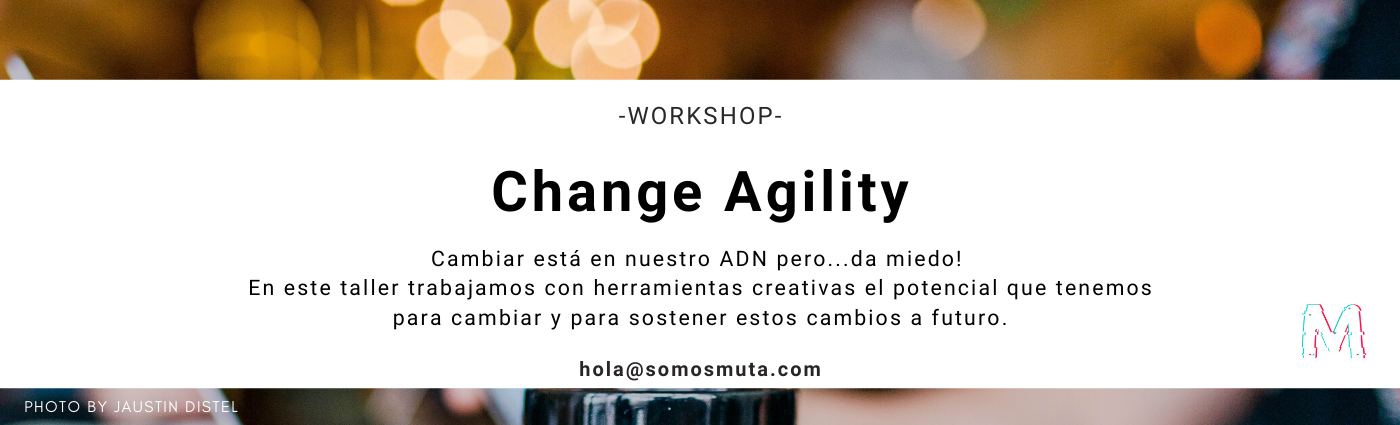 -WORKSHOP-
Change Agility
Cambiar está en nuestro ADN pero...da miedo!
En este taller trabajamos con herramientas creativas el potencial que tenemos
para cambiar y para sostener estos cambios a futuro.
M
hola@somosmuta.com
PHOTO BY JAUSTIN DISTEL